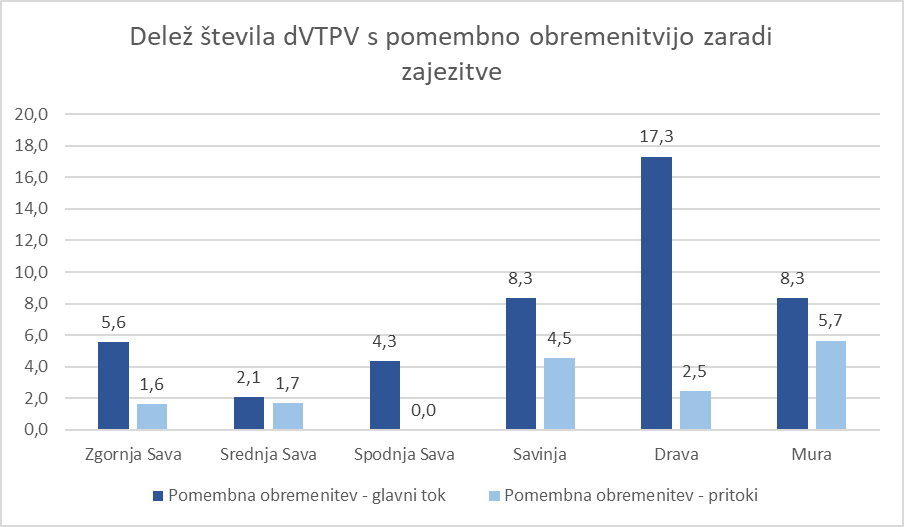 Delež števila dVTPV s pomembno obremenitvijo zaradi
zajezitve
20,0
18,0
16,0
14,0
12,0
10,0
8,0
6,0
4,0
2,0
0,0
5,6
1,6
2,1
1,7
4,3
0,0
8,3
4,5
17,3
2,5
8,3
5,7
Zgornja Sava
Srednja Sava
Spodnja Sava
Savinja
Drava
Mura
Pomembna obremenitev - glavni tok
Pomembna obremenitev - pritoki